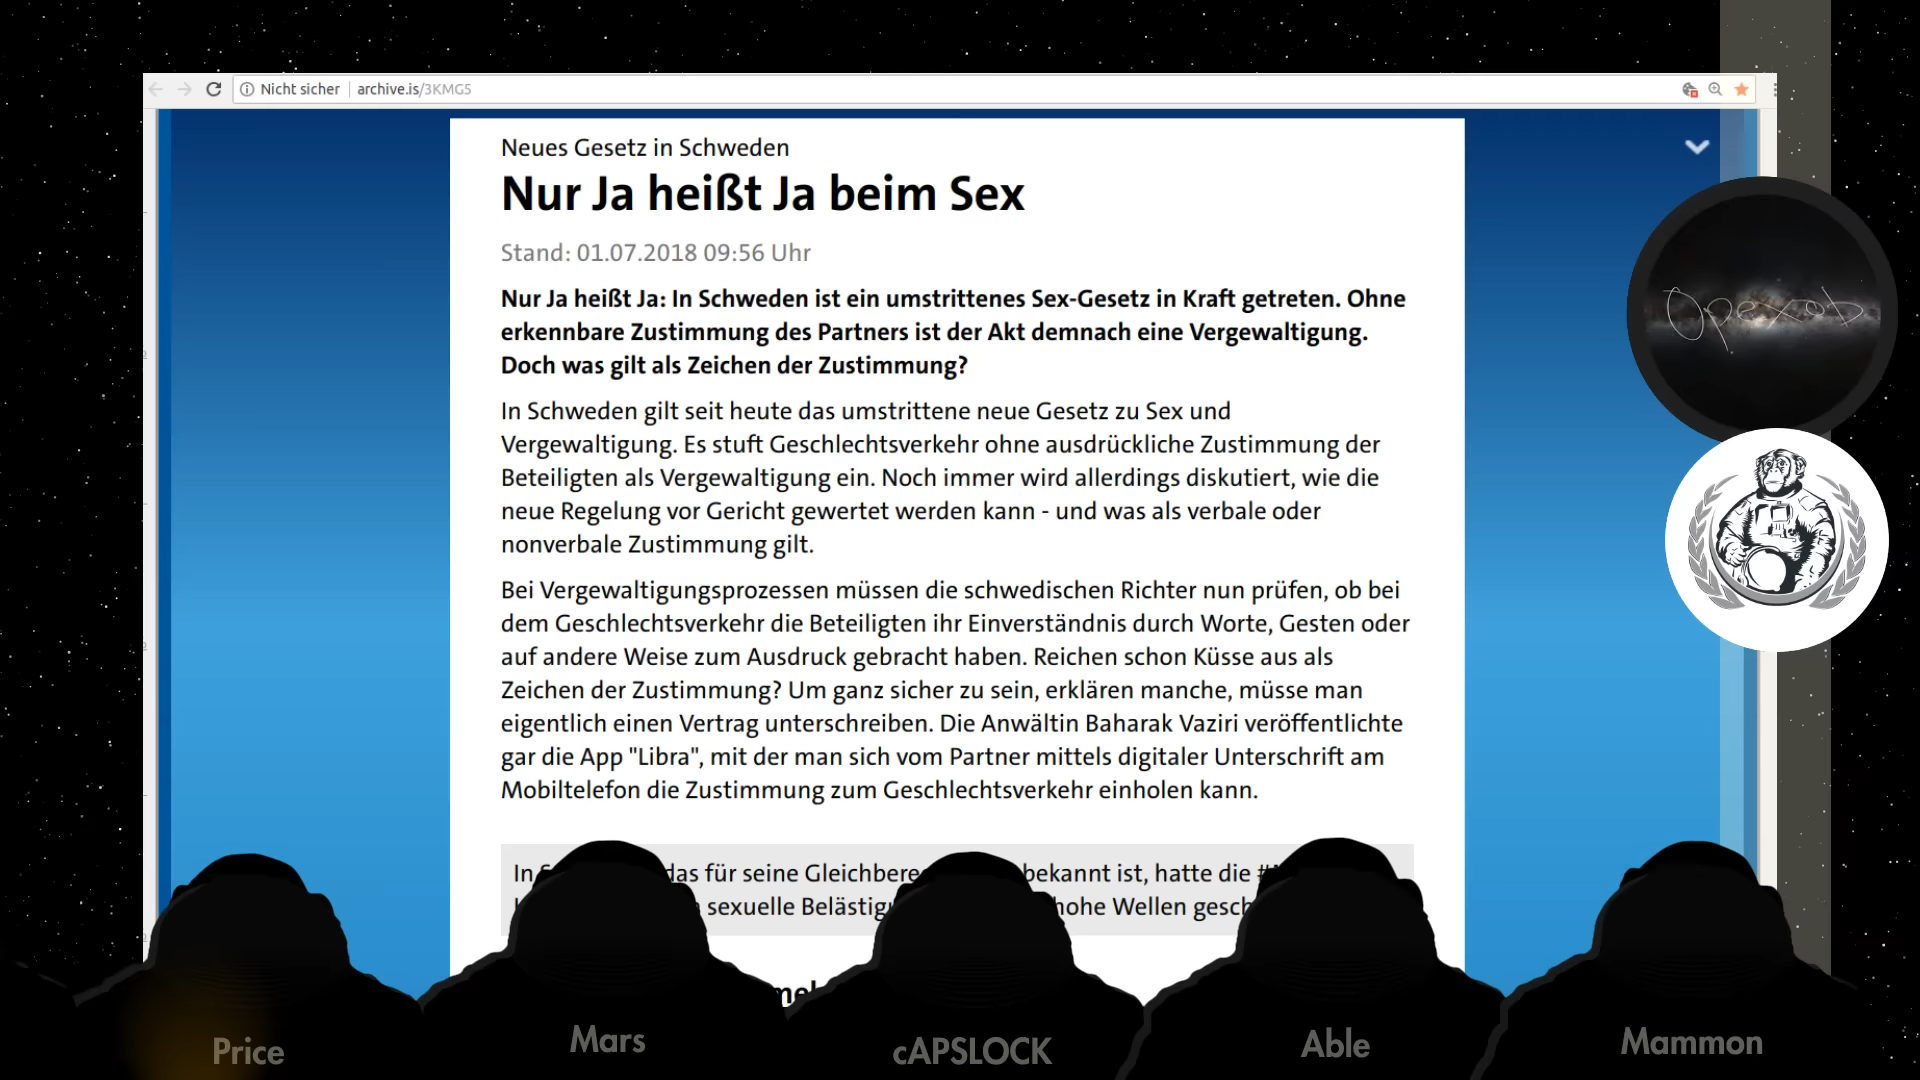 Nicht sicher archive.is/3KMG5
Neues Gesetz in Schweden
Nur Ja heißt Ja beim Sex
Stand: 01.07.2018 09:56 Uhr
Nur Ja heißt Ja: In Schweden ist ein umstrittenes Sex-Gesetz in Kraft getreten. Ohne
erkennbare Zustimmung des Partners ist der Akt demnach eine Vergewaltigung.
Doch was gilt als Zeichen der Zustimmung?
In Schweden gilt seit heute das umstrittene neue Gesetz zu Sex und
Vergewaltigung. Es stuft Geschlechtsverkehr ohne ausdrückliche Zustimmung der
Beteiligten als Vergewaltigung ein. Noch immer wird allerdings diskutiert, wie die
neue Regelung vor Gericht gewertet werden kann - und was als verbale oder
nonverbale Zustimmung gilt.
Bei Vergewaltigungsprozessen müssen die schwedischen Richter nun prüfen, ob bei
dem Geschlechtsverkehr die Beteiligten ihr Einverständnis durch Worte, Gesten oder
auf andere Weise zum Ausdruck gebracht haben. Reichen schon Küsse aus als
Zeichen der Zustimmung? Um ganz sicher zu sein, erklären manche, müsse man
eigentlich einen Vertrag unterschreiben. Die Anwältin Baharak Vaziri veröffentlichte
gar die App "Libra", mit der man sich vom Partner mittels digitaler Unterschrift am
Mobiltelefon die Zustimmung zum Geschlechtsverkehr einholen kann.
In das für seine bekannt ist, hatte die
sexuelle hohe Wellen
Price
Mars
cAPSLOCK
Able
Mammon